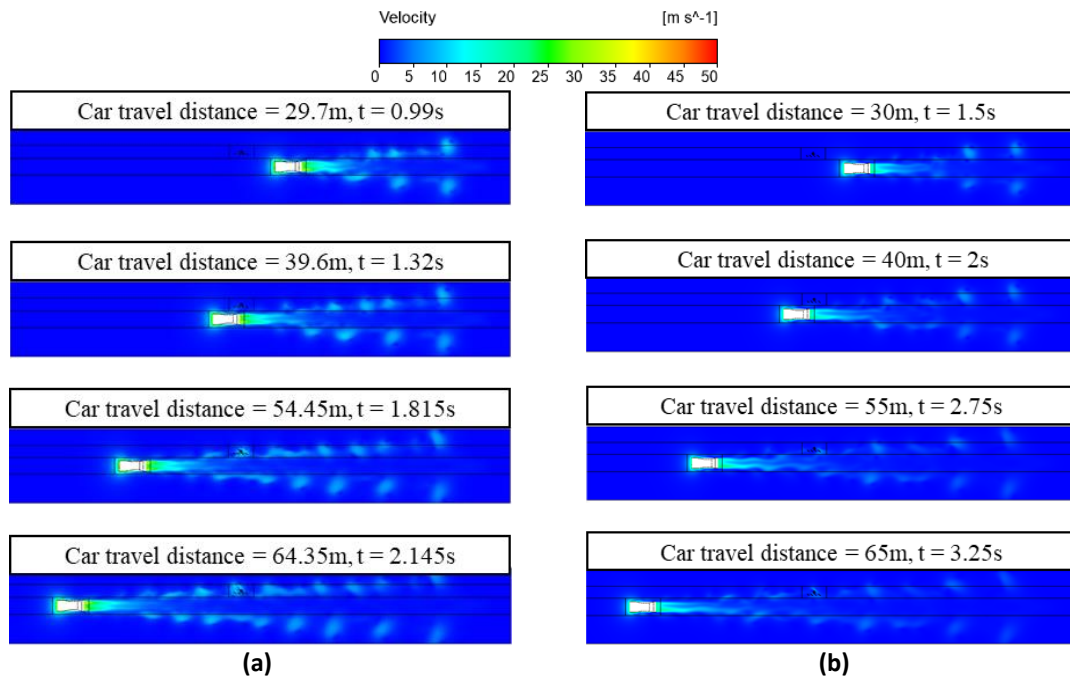 Velocity [m s^-1]
0 5 10 15 20 25 30 35 40 45 50
Car travel distance = 29.7m, t = 0.99s
Car travel distance = 30m, t = 1.5s
Car travel distance = 39.6m, t = 1.32s
Car travel distance = 40m, t = 2s
Car travel distance = 54.45m, t = 1.815s
Car travel distance = 55m, t = 2.75s
Car travel distance = 64.35m, t = 2.145s
Car travel distance = 65m, t = 3.25s
(a)
(b)